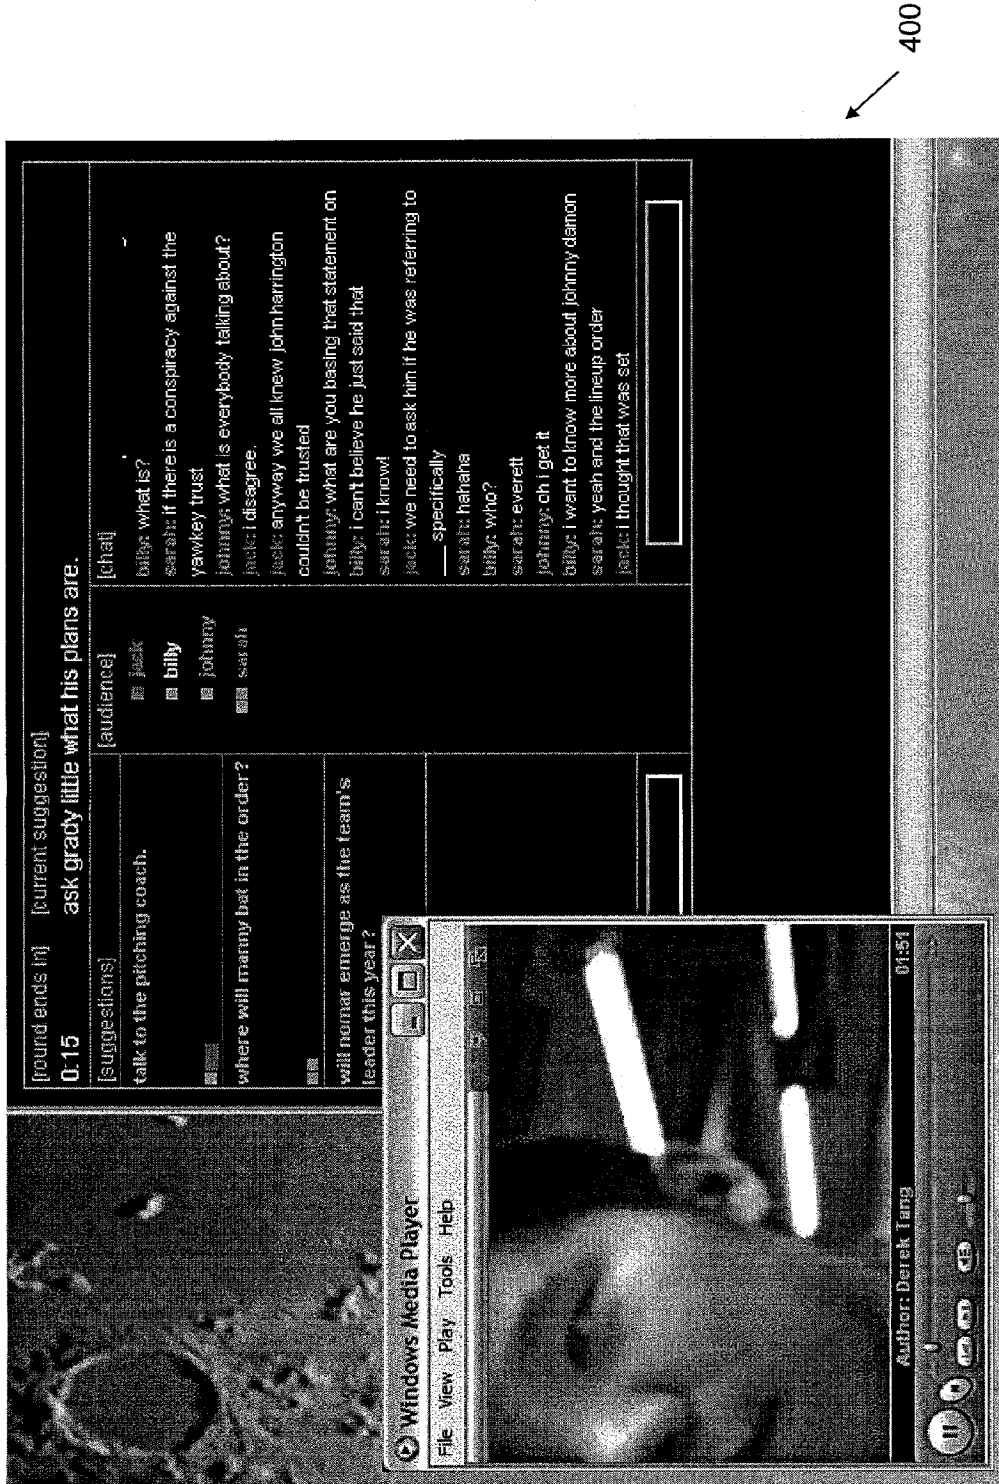 400
[round ends in] [current suggestion]
0:15 ask grady little what his plans are.
[suggestions]
talk to the pitching coach.
where will manny bat in the order?
will nomar emerge as the team's
leader this year?
[audience]
jack
billy
johnny
sarah
[chat]
billy: what is?
sarah: if there is a conspiracy against the
yawkey trust
johnny: what is everybody talking about?
jack: i disagree.
jack: anyway we all knew john harrington
couldn't be trusted
johnny: what are you basing that statement on
billy: i can't believe he just said that
sarah: i know!
jack: we need to ask him if he was referring to
___ specifically
sarah: hahaha
billy: who?
sarah: everett
johnny: oh i get it
billy: i want to know more about johnny damon
sarah: yeah and the lineup order
jack: i thought that was set
Windows Media Player
File View Play Tools Help
Author: Derek Tang 01:51